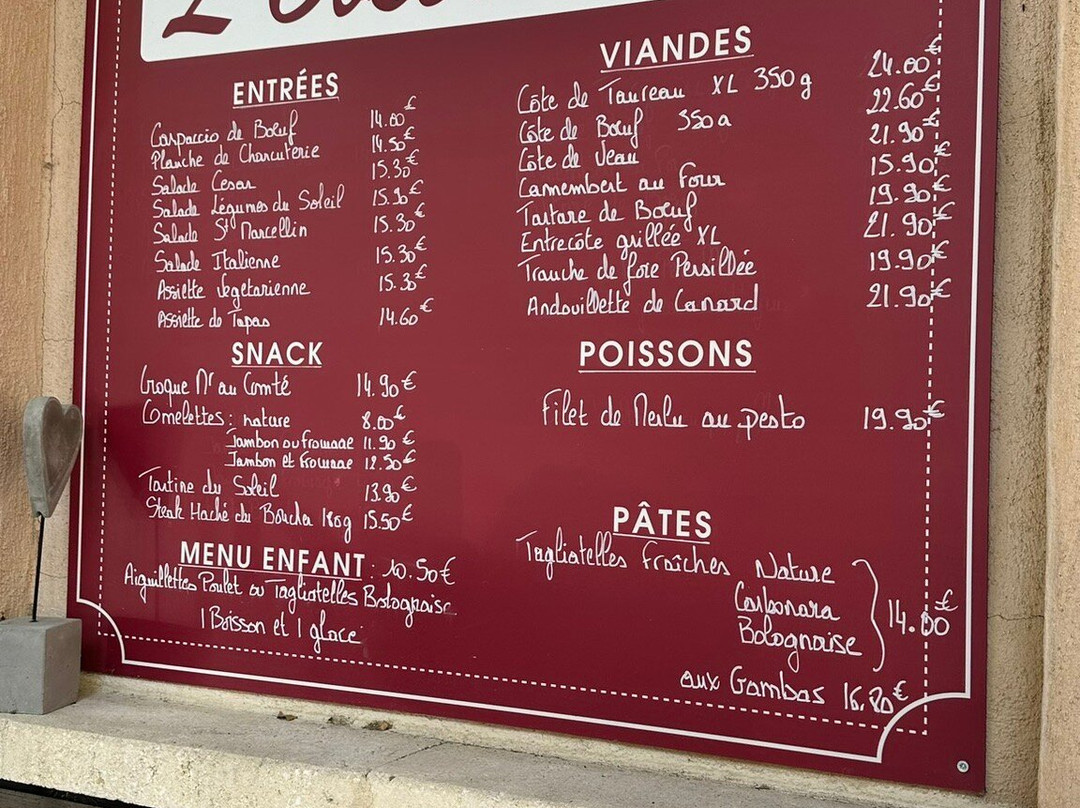 ENTRÉES
Carpaccio de Bœuf 14.00€
Planche de Charcuterie 14.50€
Salade Cesar 15.30€
Salade Légumes du Soleil 15.90€
Salade St Marcellin 15.30€
Salade Italienne 15.30€
Assiette Vegetarienne 15.30€
Assiette de Tapas 14.60€
SNACK
Croque Mr au Comté 14.90€
Omelettes: nature 8.00€
Jambon ou fromage 11.90€
Jambon et fromage 12.50€
Tartine du Soleil 13.90€
Steak Haché du Boucher 180g 15.50€
MENU ENFANT: 10.50€
Aiguillettes Poulet ou Tagliatelles Bolognaise
1 Boisson et 1 glace
VIANDES
Côte de Taureau XL 350g 24.00€
Côte de Bœuf 350g 22.60€
Côte de Veau 21.90€
Camembert au Four 15.90€
Tartare de Bœuf 19.90€
Entrecôte grillée XL 21.90€
Tranche de foie Persillée 19.90€
Andouillette de Canard 21.90€
POISSONS
Filet de Merlu au pesto 19.90€
PÂTES
Tagliatelles Fraîches Nature
Carbonara 14.00€
Bolognaise
aux Gambas 16.80€